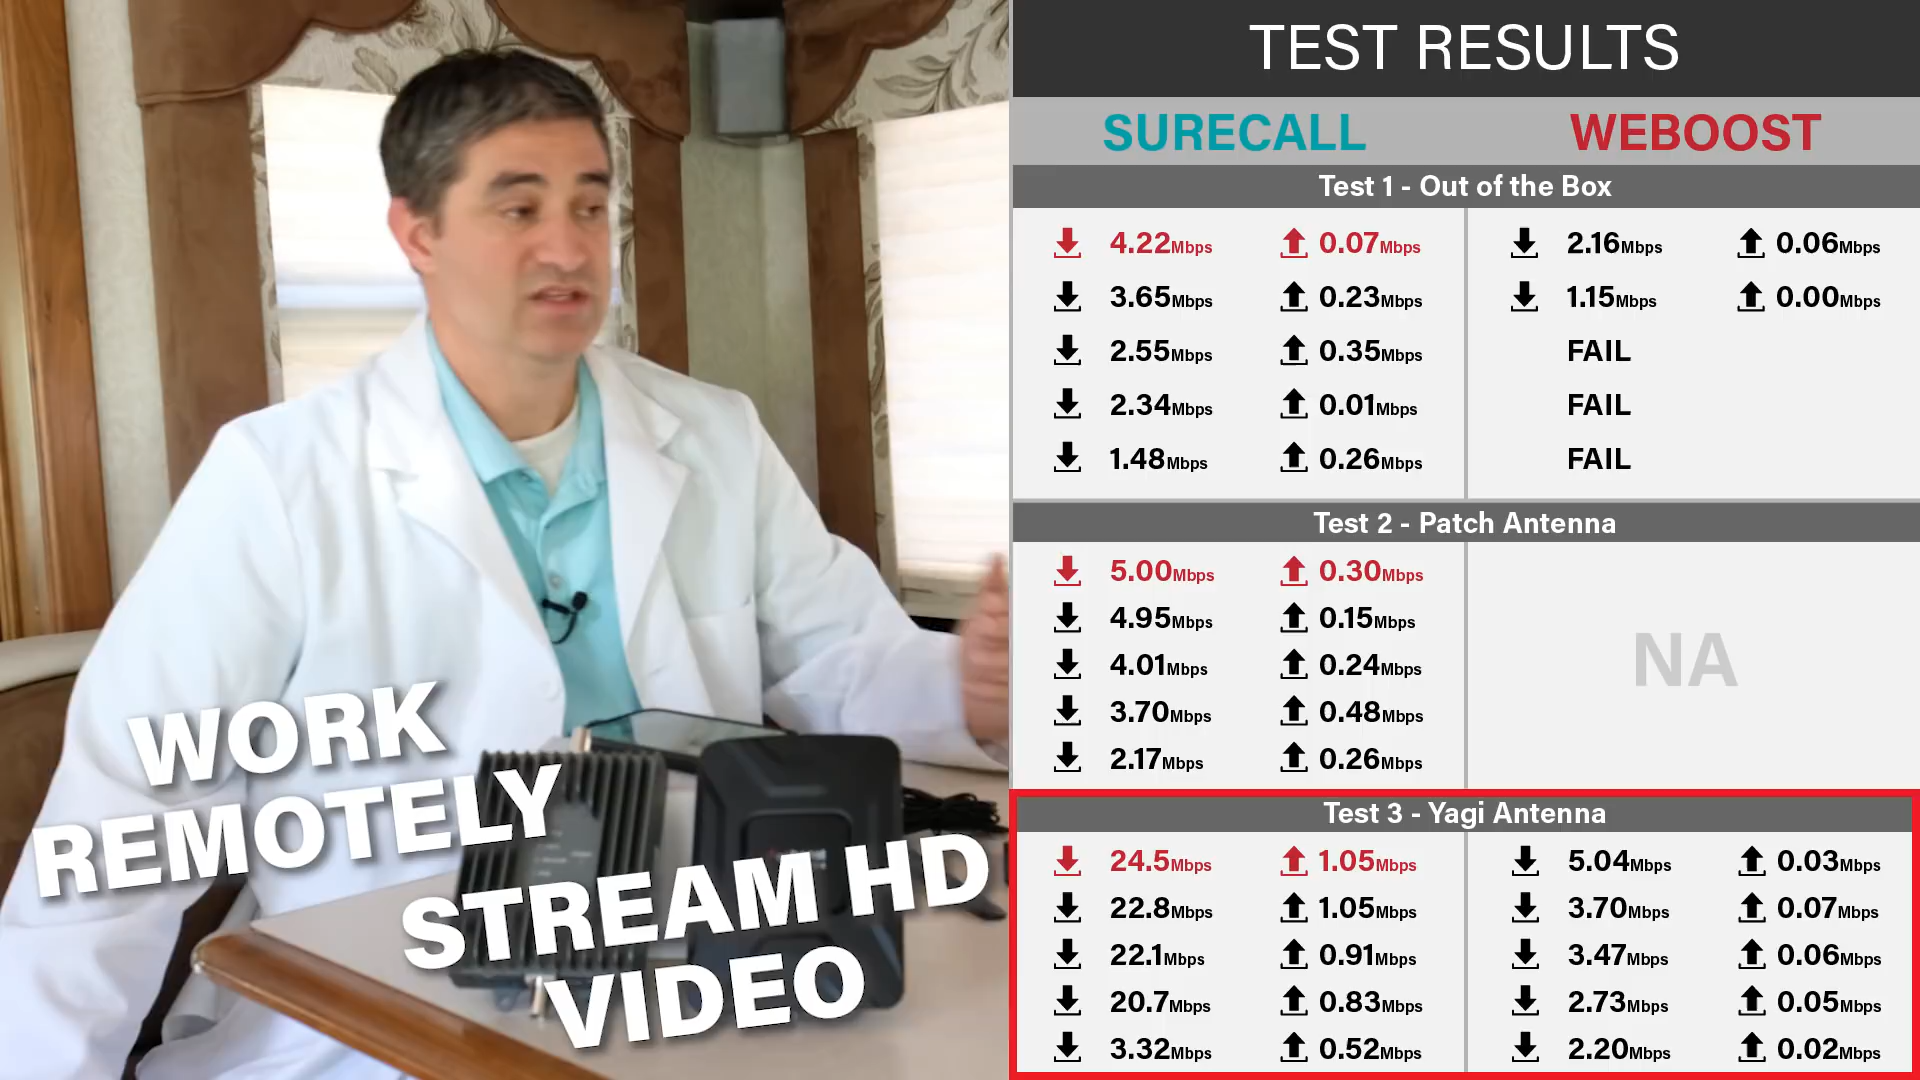 WORK
REMOTELY
STREAM HD
VIDEO
TEST RESULTS
SURECALL WEBOOST
Test 1 - Out of the Box
4.22Mbps 0.07Mbps 2.16Mbps 0.06Mbps
3.65Mbps 0.23Mbps 1.15Mbps 0.00Mbps
2.55Mbps 0.35Mbps FAIL
2.34Mbps 0.01Mbps FAIL
1.48Mbps 0.26Mbps FAIL
Test 2 - Patch Antenna
5.00Mbps 0.30Mbps
4.95Mbps 0.15Mbps
4.01Mbps 0.24Mbps
3.70Mbps 0.48Mbps
2.17Mbps 0.26Mbps
NA
Test 3 - Yagi Antenna
24.5Mbps 1.05Mbps 5.04Mbps 0.03Mbps
22.8Mbps 1.05Mbps 3.70Mbps 0.07Mbps
22.1Mbps 0.91Mbps 3.47Mbps 0.06Mbps
20.7Mbps 0.83Mbps 2.73Mbps 0.05Mbps
3.32Mbps 0.52Mbps 2.20Mbps 0.02Mbps